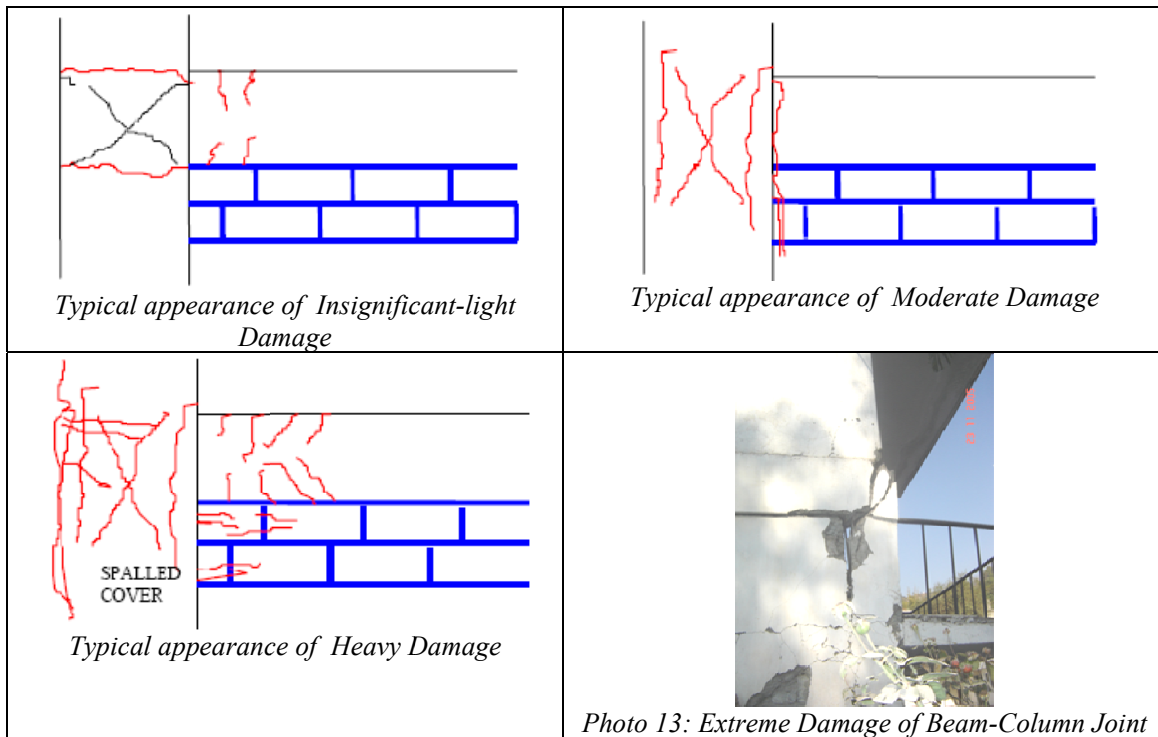 Typical appearance of Insignificant-light
Damage
Typical appearance of Moderate Damage
SPALLED
COVER
Typical appearance of Heavy Damage
Photo 13: Extreme Damage of Beam-Column Joint